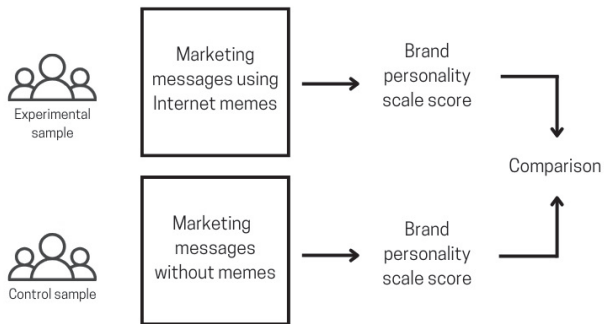 Experimental
sample
Marketing
messages using
Internet memes
Brand
personality
scale score
Comparison
Control sample
Marketing
messages
without memes
Brand
personality
scale score